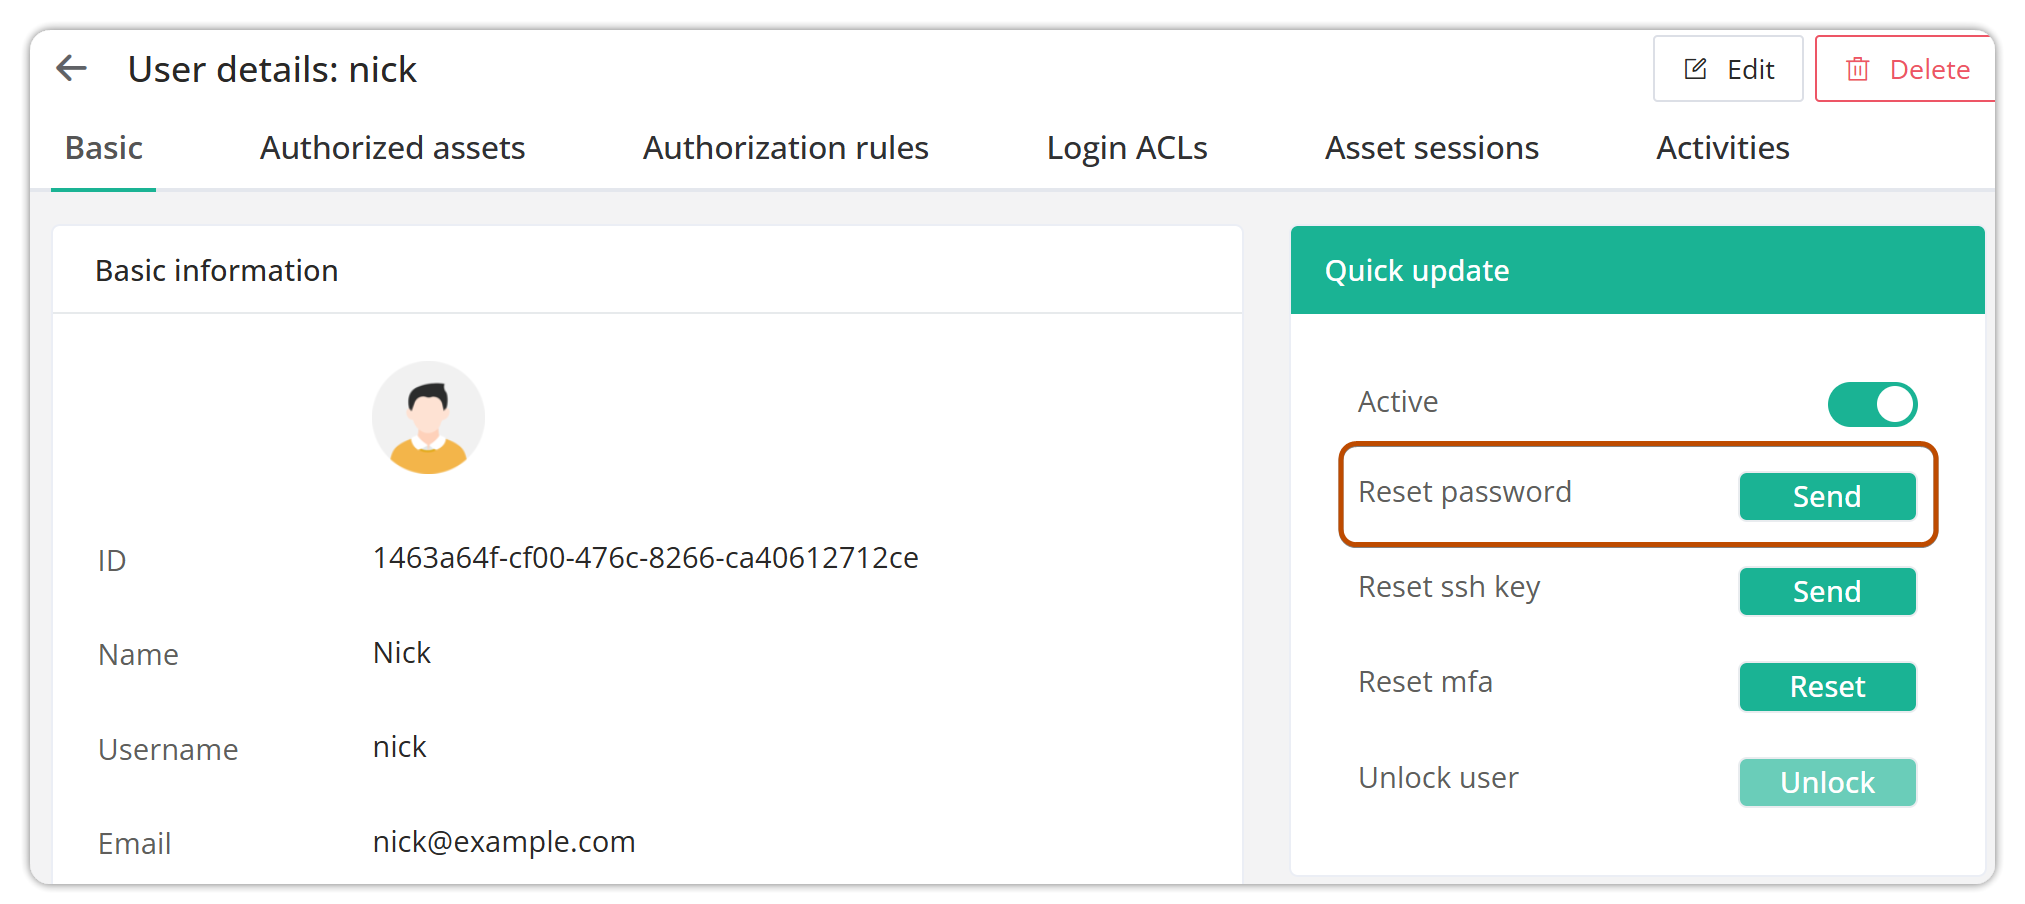 User details: nick
Edit
Delete
Basic
Authorized assets
Authorization rules
Login ACLs
Asset sessions
Activities
Basic information
ID
1463a64f-cf00-476c-8266-ca40612712ce
Name
Nick
Username
nick
Email
nick@example.com
Quick update
Active
Reset password
Send
Reset ssh key
Send
Reset mfa
Reset
Unlock user
Unlock